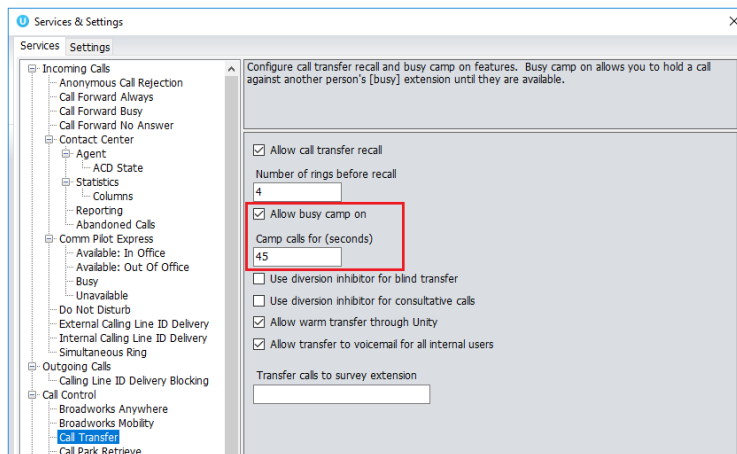 Services & Settings
Services Settings
Incoming Calls
Anonymous Call Rejection
Call Forward Always
Call Forward Busy
Call Forward No Answer
Contact Center
Agent
ACD State
Statistics
Columns
Reporting
Abandoned Calls
Comm Pilot Express
Available: In Office
Available: Out Of Office
Busy
Unavailable
Do Not Disturb
External Calling Line ID Delivery
Internal Calling Line ID Delivery
Simultaneous Ring
Outgoing Calls
Calling Line ID Delivery Blocking
Call Control
Broadworks Anywhere
Broadworks Mobility
Call Transfer
Call Park Retrieve
Configure call transfer recall and busy camp on features. Busy camp on allows you to hold a call
against another person's [busy] extension until they are available.
Allow call transfer recall
Number of rings before recall
4
Allow busy camp on
Camp calls for (seconds)
45
Use diversion inhibitor for blind transfer
Use diversion inhibitor for consultative calls
Allow warm transfer through Unity
Allow transfer to voicemail for all internal users
Transfer calls to survey extension